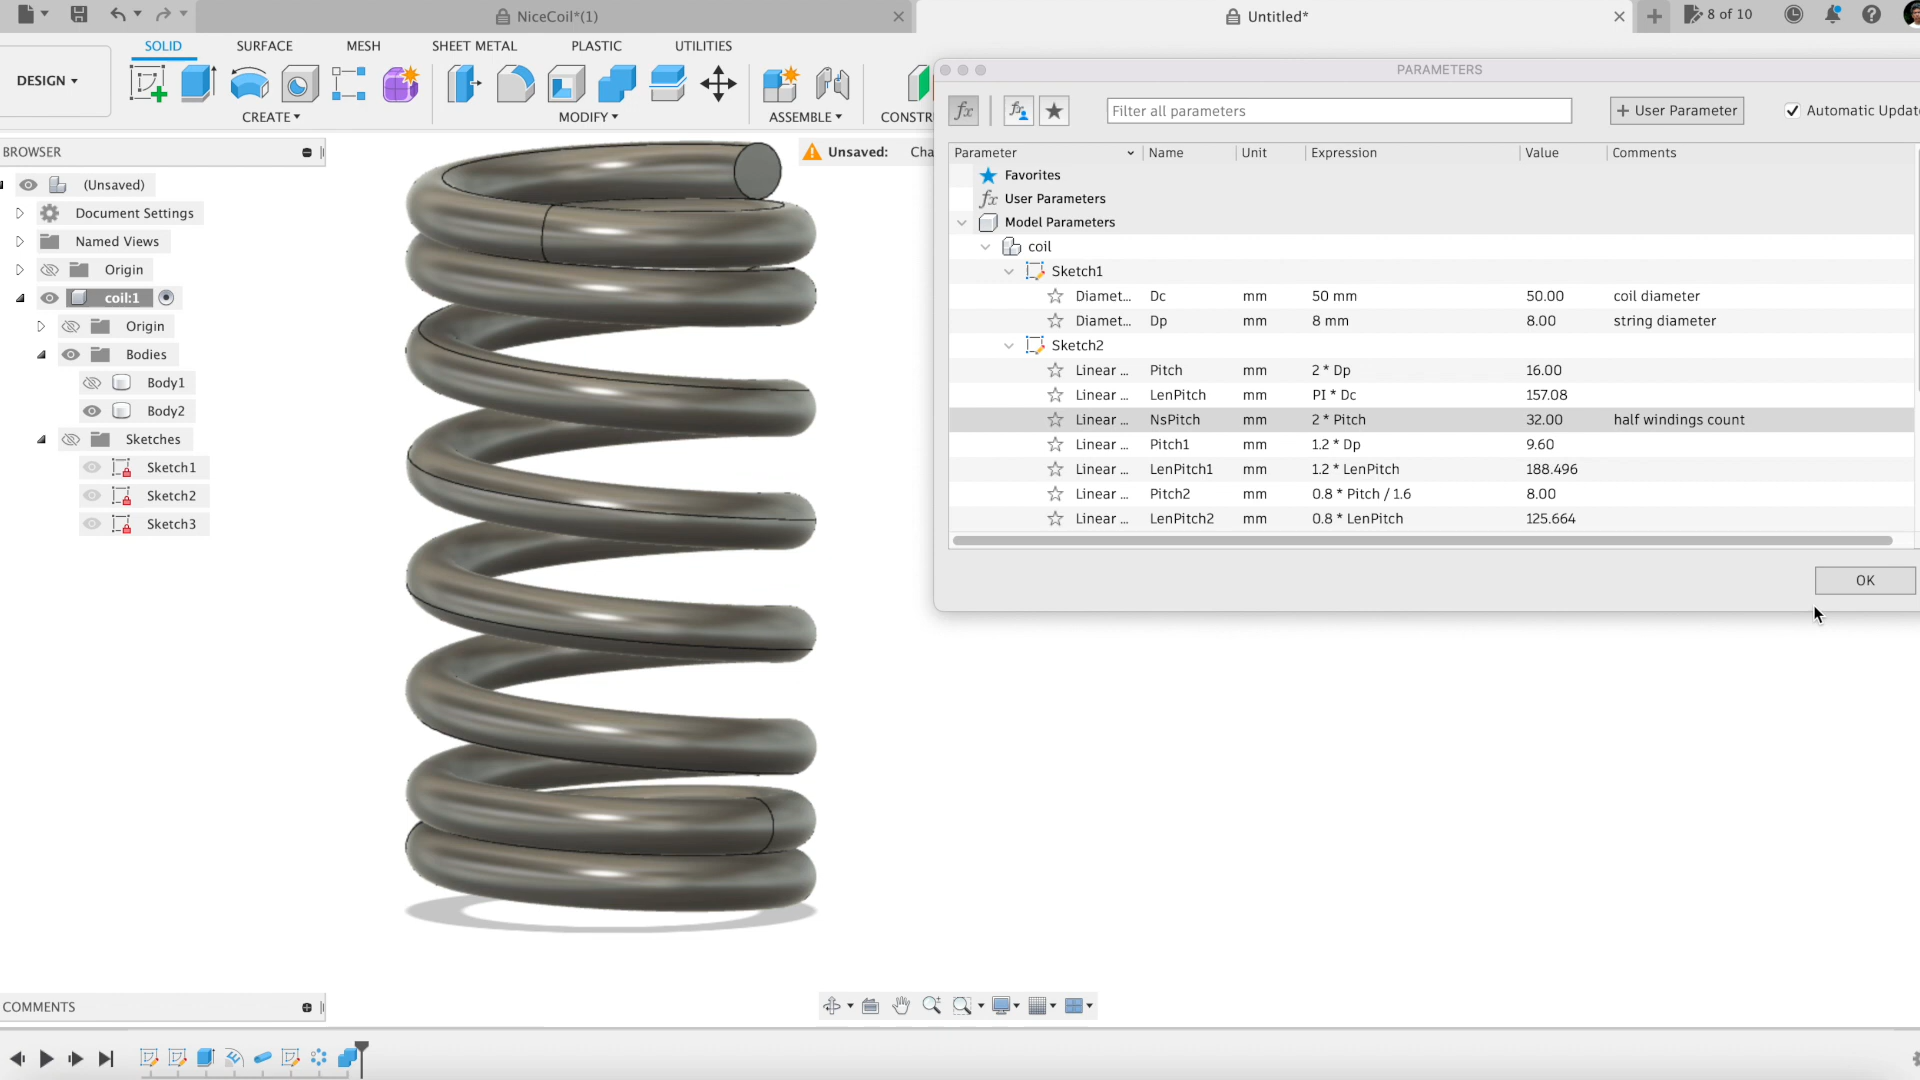 NiceCoil*(1)
Untitled*
8 of 10
SOLID
SURFACE
MESH
SHEET METAL
PLASTIC
UTILITIES
DESIGN
CREATE
MODIFY
ASSEMBLE
CONSTR
PARAMETERS
Filter all parameters
User Parameter
Automatic Update
BROWSER
Unsaved: Cha
Parameter Name Unit Expression Value Comments
Favorites
(Unsaved)
fx User Parameters
Document Settings
Model Parameters
Named Views
coil
Origin
Sketch1
coil:1
Diamet... Dc mm 50 mm 50.00 coil diameter
Origin
Diamet... Dp mm 8 mm 8.00 string diameter
Bodies
Sketch2
Body1
Linear ... Pitch mm 2 * Dp 16.00
Body2
Linear ... LenPitch mm PI * Dc 157.08
Sketches
Linear ... NsPitch mm 2 * Pitch 32.00 half windings count
Sketch1
Linear ... Pitch1 mm 1.2 * Dp 9.60
Sketch2
Linear ... LenPitch1 mm 1.2 * LenPitch 188.496
Sketch3
Linear ... Pitch2 mm 0.8 * Pitch / 1.6 8.00
Linear ... LenPitch2 mm 0.8 * LenPitch 125.664
OK
COMMENTS